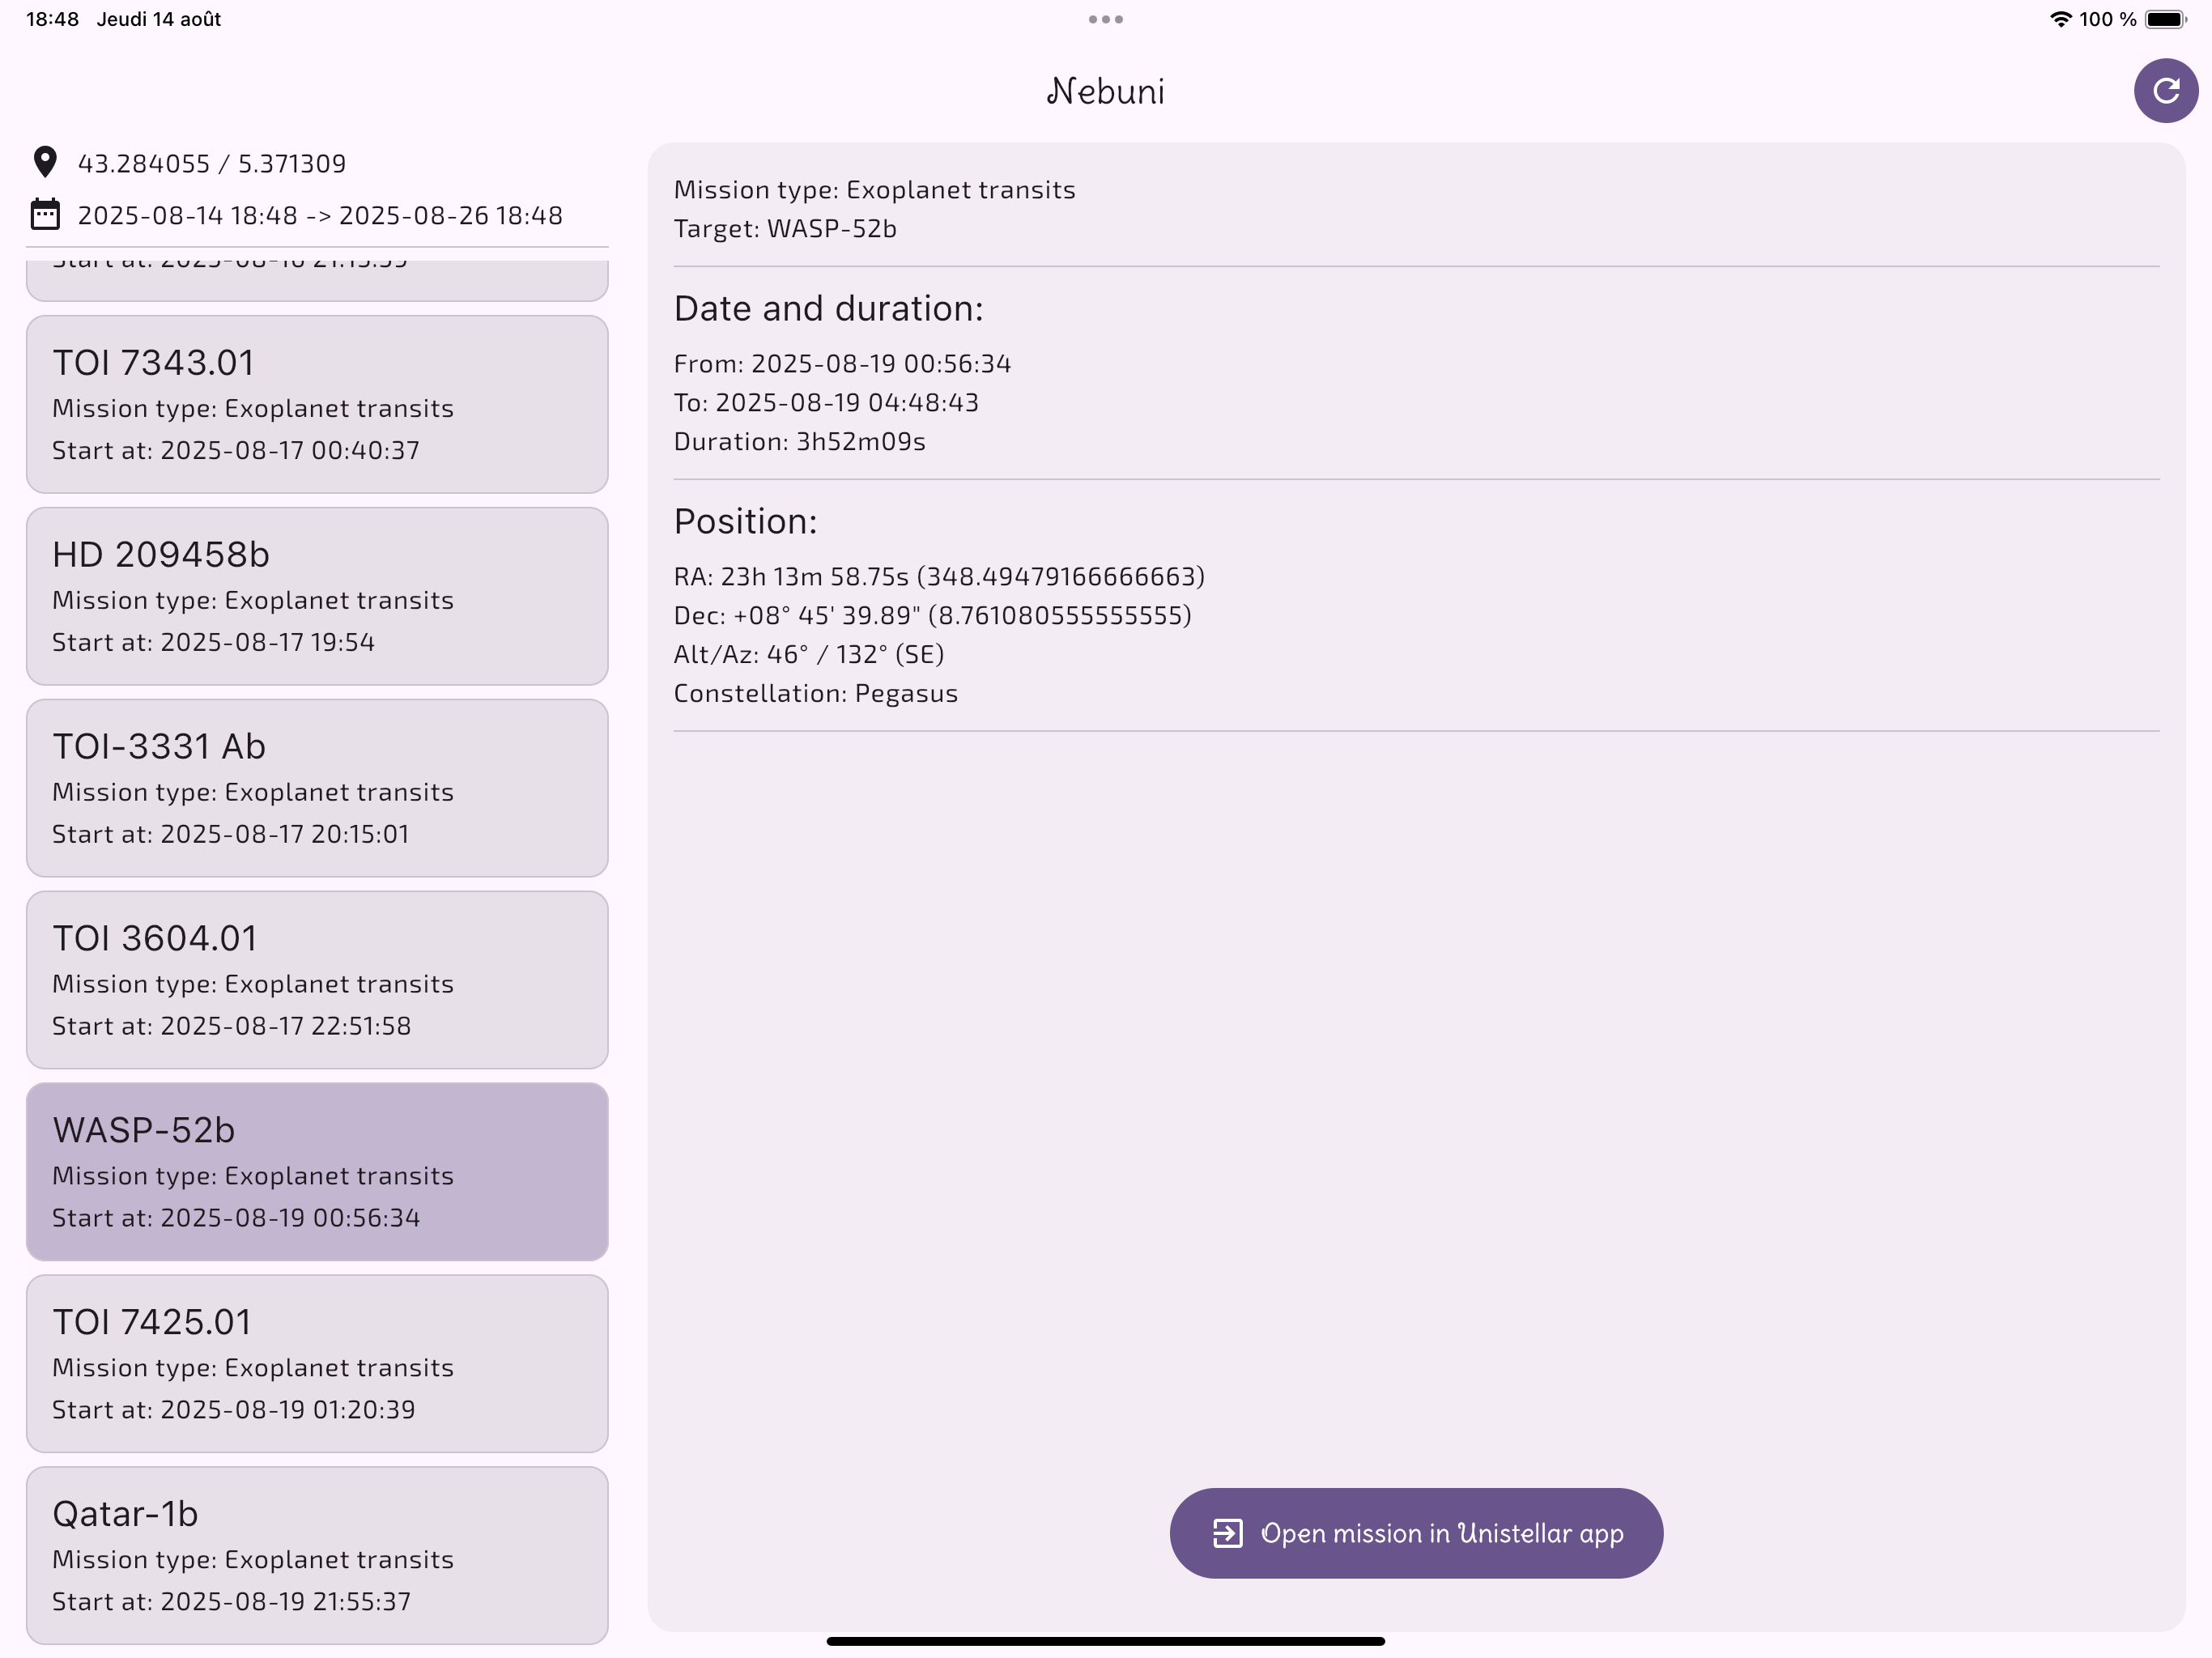 18:48 Jeudi 14 août
100 %
Nebuni
43.284055 / 5.371309
2025-08-14 18:48 -> 2025-08-26 18:48
Start at: 2025-08-16 21:15:59
TOI 7343.01
Mission type: Exoplanet transits
Start at: 2025-08-17 00:40:37
HD 209458b
Mission type: Exoplanet transits
Start at: 2025-08-17 19:54
TOI-3331 Ab
Mission type: Exoplanet transits
Start at: 2025-08-17 20:15:01
TOI 3604.01
Mission type: Exoplanet transits
Start at: 2025-08-17 22:51:58
WASP-52b
Mission type: Exoplanet transits
Start at: 2025-08-19 00:56:34
TOI 7425.01
Mission type: Exoplanet transits
Start at: 2025-08-19 01:20:39
Qatar-1b
Mission type: Exoplanet transits
Start at: 2025-08-19 21:55:37
Mission type: Exoplanet transits
Target: WASP-52b
Date and duration:
From: 2025-08-19 00:56:34
To: 2025-08-19 04:48:43
Duration: 3h52m09s
Position:
RA: 23h 13m 58.75s (348.49479166666663)
Dec: +08° 45' 39.89" (8.761080555555555)
Alt/Az: 46° / 132° (SE)
Constellation: Pegasus
Open mission in Unistellar app